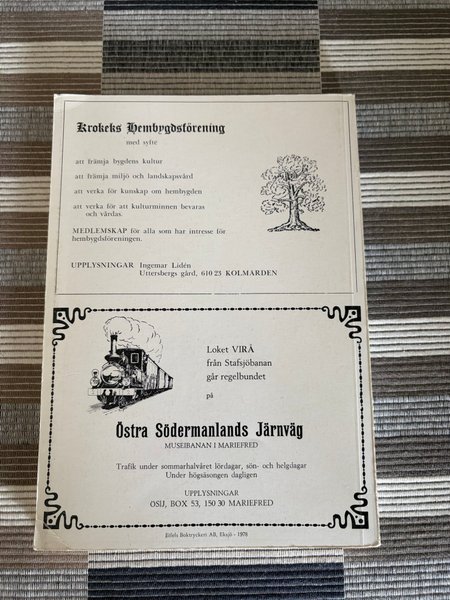 Krokeks Hembygdsförening
med syfte
att främja bygdens kultur
att främja miljö och landskapsvård
att verka för kunskap om hembygden
att verka för att kulturminnen bevaras
och vårdas.
MEDLEMSKAP för alla som har intresse för
hembygdsföreningen.
UPPLYSNINGAR Ingemar Lidén
Uttersbergs gård, 610 23 KOLMÅRDEN
Loket VIRÅ
från Stafsjöbanan
går regelbundet
på
Östra Södermanlands Järnväg
MUSEIBANAN I MARIEFRED
Trafik under sommarhalvåret lördagar, sön- och helgdagar
Under högsäsongen dagligen
UPPLYSNINGAR
ÖSlJ, BOX 53, 150 30 MARIEFRED
Elfels Boktryckeri AB, Eksjö - 1978